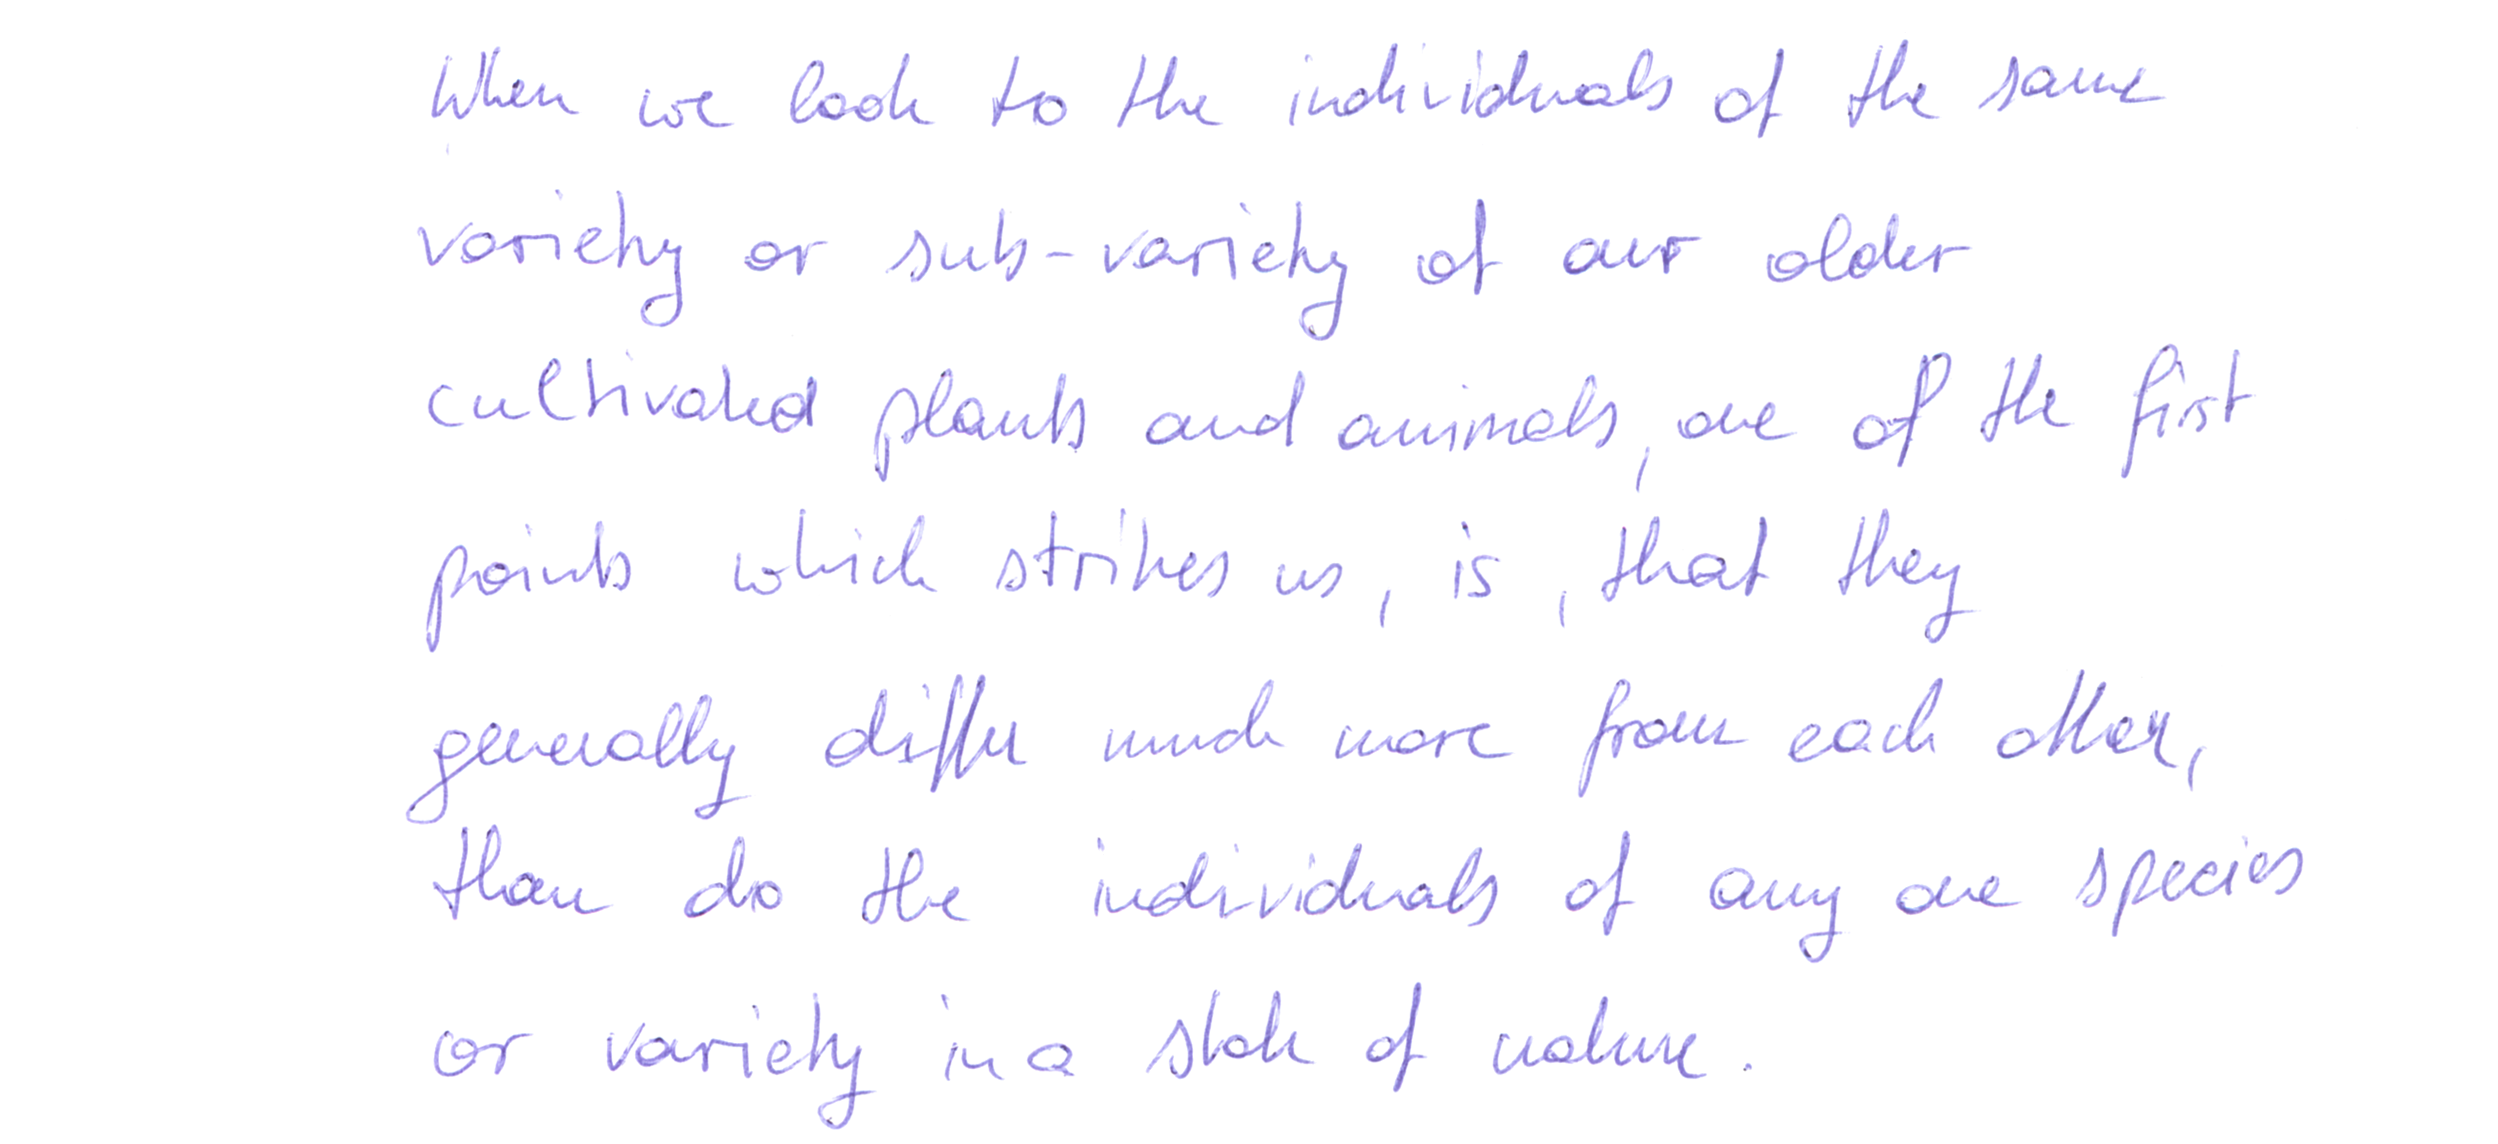 When we look to the individuals of the same
variety or sub-variety of our older
cultivated plants and animals, one of the first
points which strikes us, is, that they
generally differ much more from each other,
than do the individuals of any one species
or variety in a state of nature.